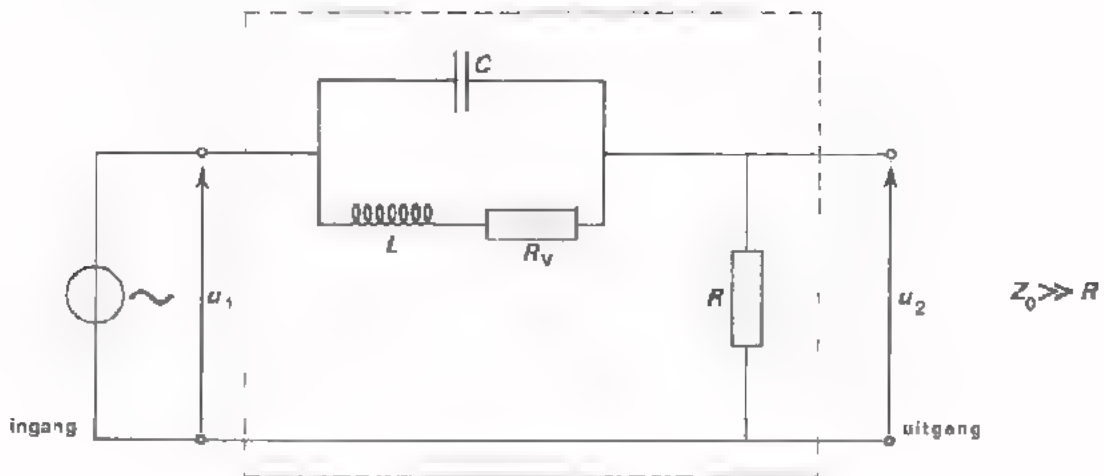 C
L
R_v
u_1
R
u_2
Z_0 >> R
ingang
uitgang